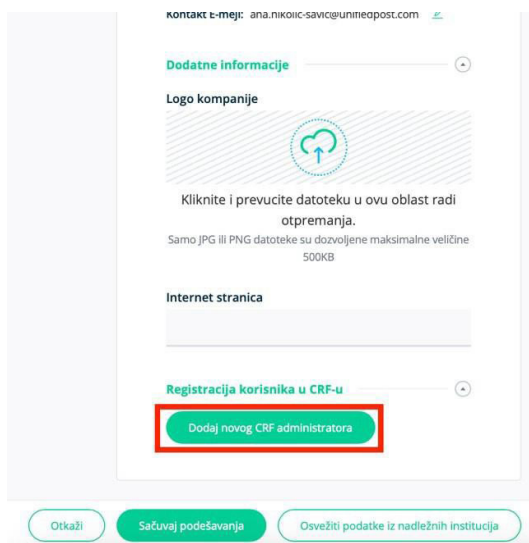 Kontakt E-mejl: ana.nikolic-savic@unifiedpost.com
Dodatne informacije
Logo kompanije
Kliknite i prevucite datoteku u ovu oblast radi
otpremanja.
Samo JPG ili PNG datoteke su dozvoljene maksimalne veličine
500KB
Internet stranica
Registracija korisnika u CRF-u
Dodaj novog CRF administratora
Otkaži
Sačuvaj podešavanja
Osvežiti podatke iz nadležnih institucija